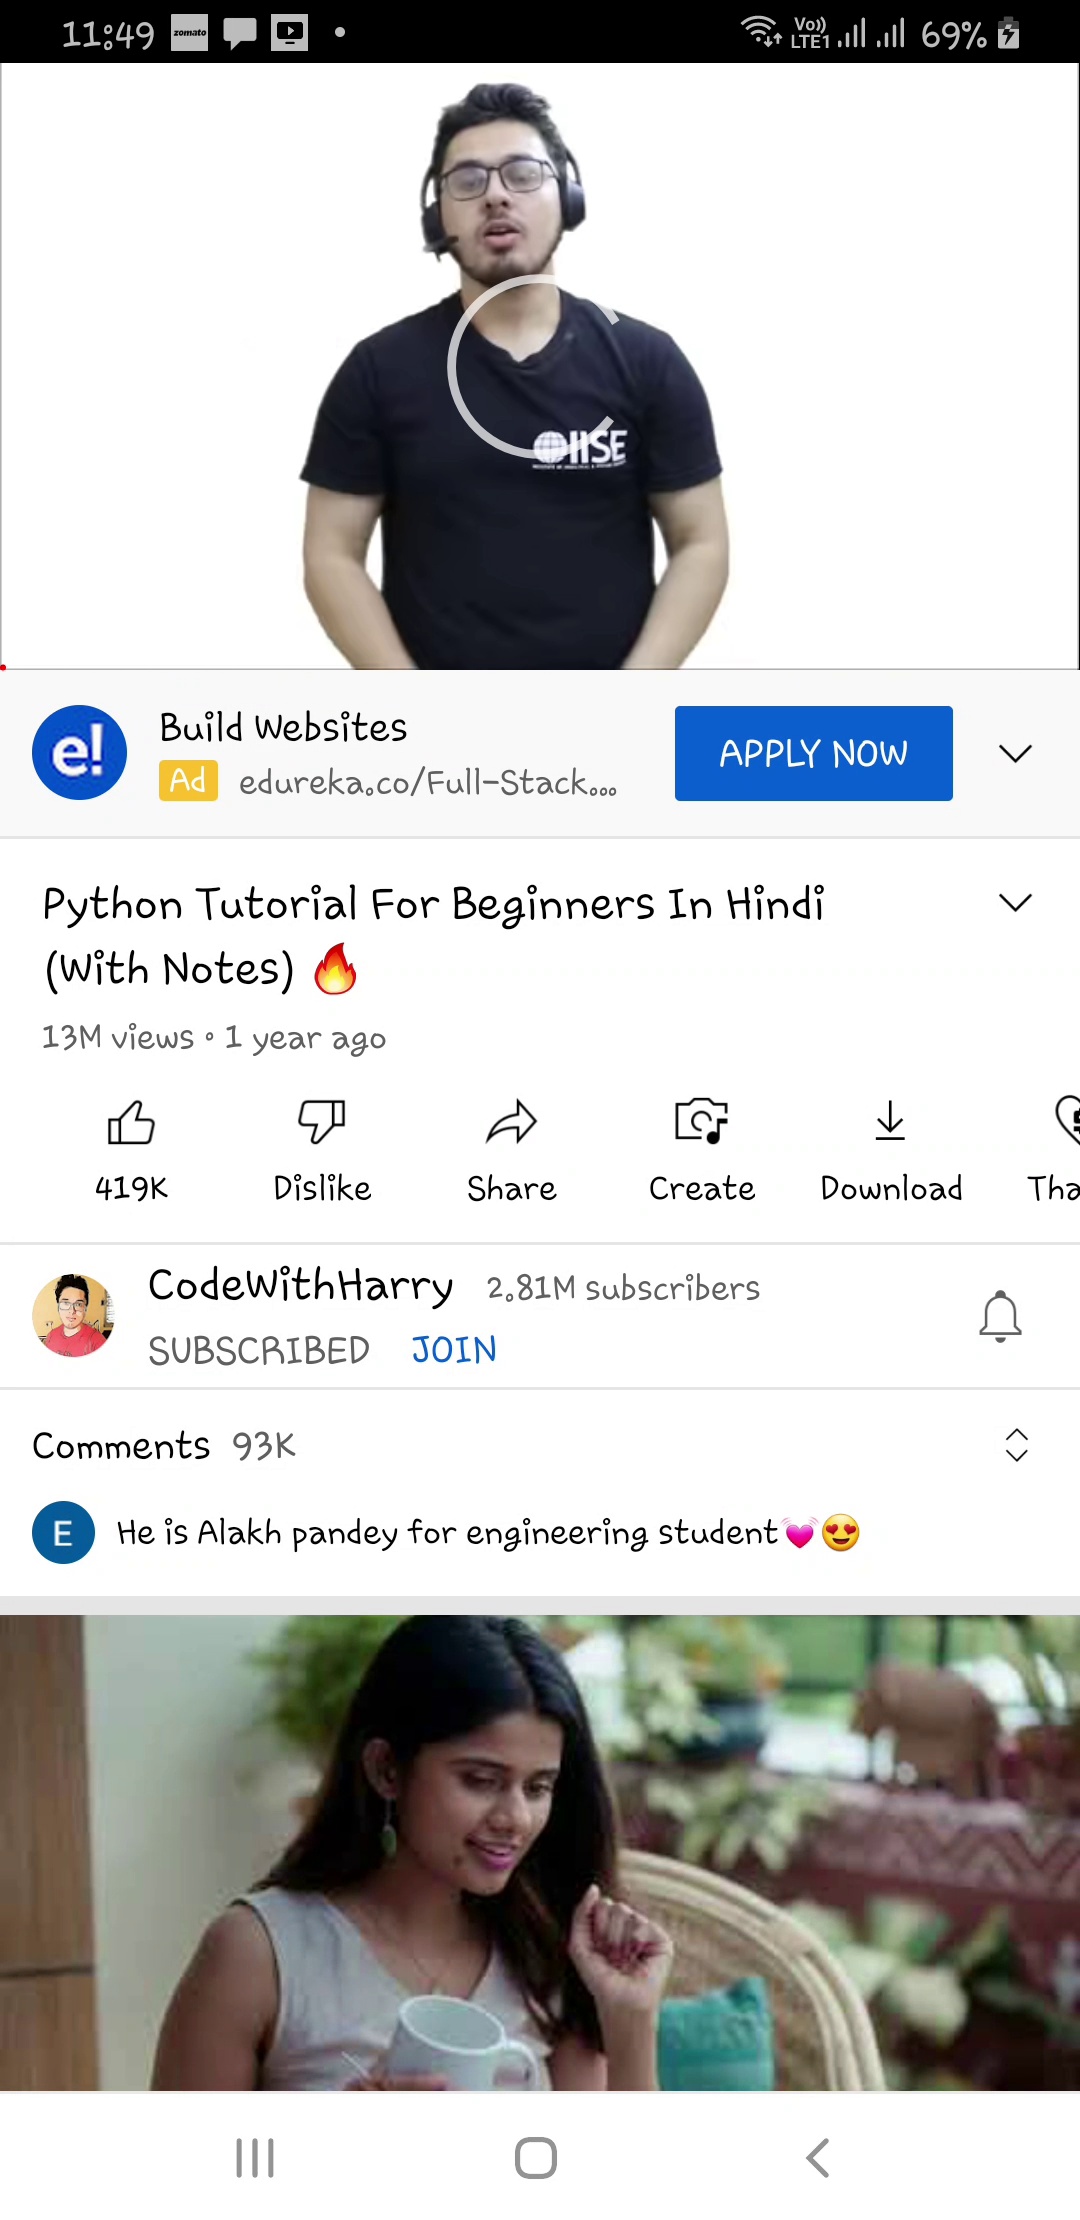 11:49 zomato Vo)) LTE1 69%
IISE
e! Build Websites
Ad edureka.co/Full-Stack... APPLY NOW
Python Tutorial For Beginners In Hindi
(With Notes) 🔥
13M views • 1 year ago
419K Dislike Share Create Download Tha
CodeWithHarry 2.81M subscribers
SUBSCRIBED JOIN
Comments 93K
E He is Alakh pandey for engineering student💓😍